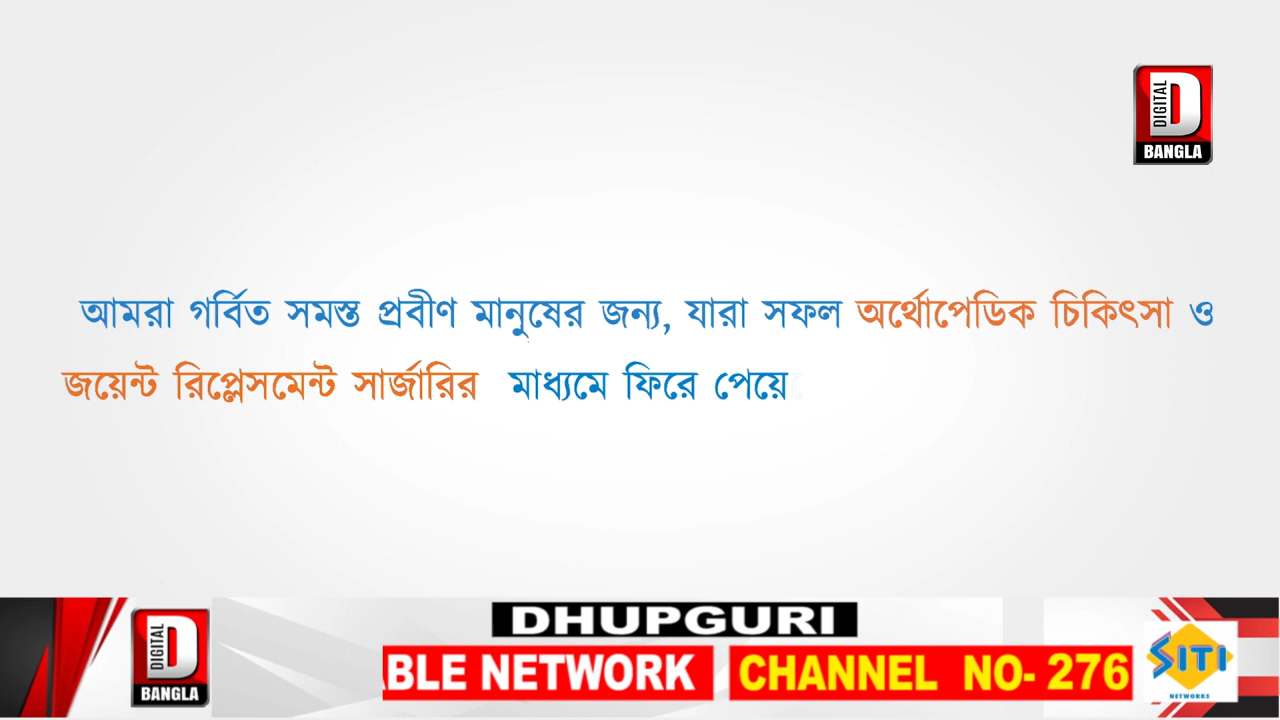 DIGITAL
BANGLA
আমরা গর্বিত সমস্ত প্রবীণ মানুষের জন্য, যারা সফল অর্থোপেডিক চিকিৎসা ও
জয়েন্ট রিপ্লেসমেন্ট সার্জারির মাধ্যমে ফিরে পেয়ে
DHUPGURI
DIGITAL
BANGLA
BLE NETWORK CHANNEL NO- 276
SITI
NETWORKS